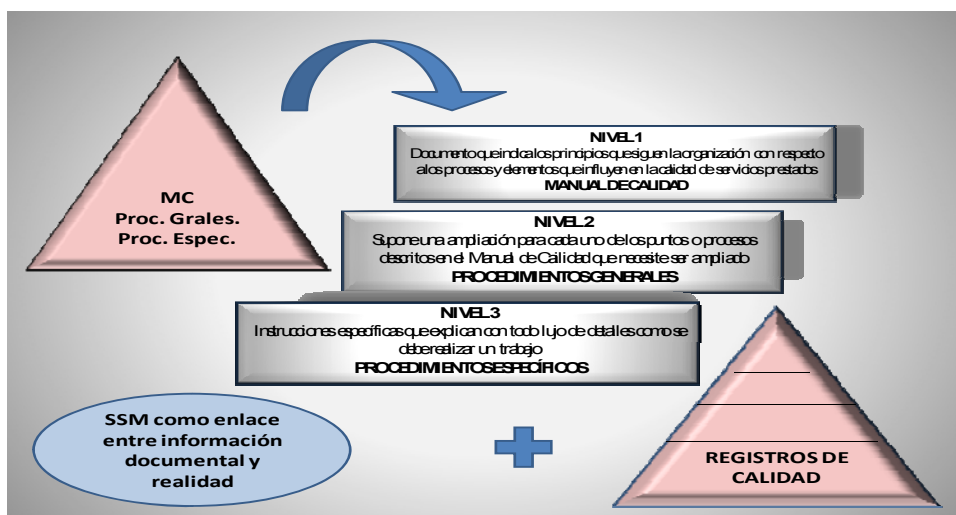 MC
Proc. Grales.
Proc. Espec.
NIVEL 1
Documento que indica los principios que siguen la organización con respecto
a los procesos y elementos que influyen en la calidad de servicios prestados
MANUAL DE CALIDAD
NIVEL 2
Supone una ampliación para cada uno de los puntos o procesos
descritos en el Manual de Cailidad que necesite ser ampliado
PROCEDIMIENTOS GENERALES
NIVEL 3
Instrucciones específicas que explican con todo lujo de detalles como se
debe realizar un trabajo
PROCEDIMIENTOS ESPECÍFICOS
SSM como enlace
entre información
documental y
realidad
REGISTROS DE
CALIDAD